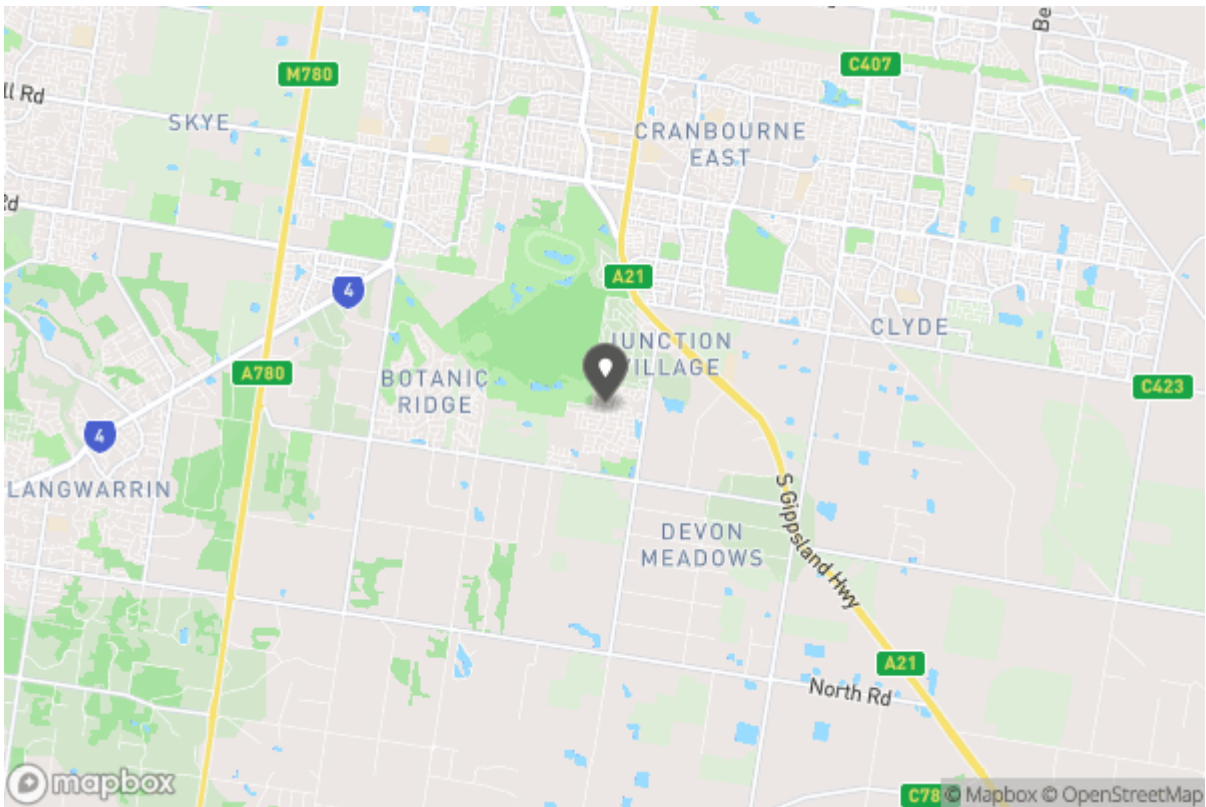 Be
C407
M780
ll Rd
SKYE
CRANBOURNE
EAST
Rd
A21
4
CLYDE
JUNCTION
VILLAGE
A780
BOTANIC
RIDGE
C423
4
LANGWARRIN
S Gippsland Hwy
DEVON
MEADOWS
A21
North Rd
mapbox
C78
© Mapbox © OpenStreetMap